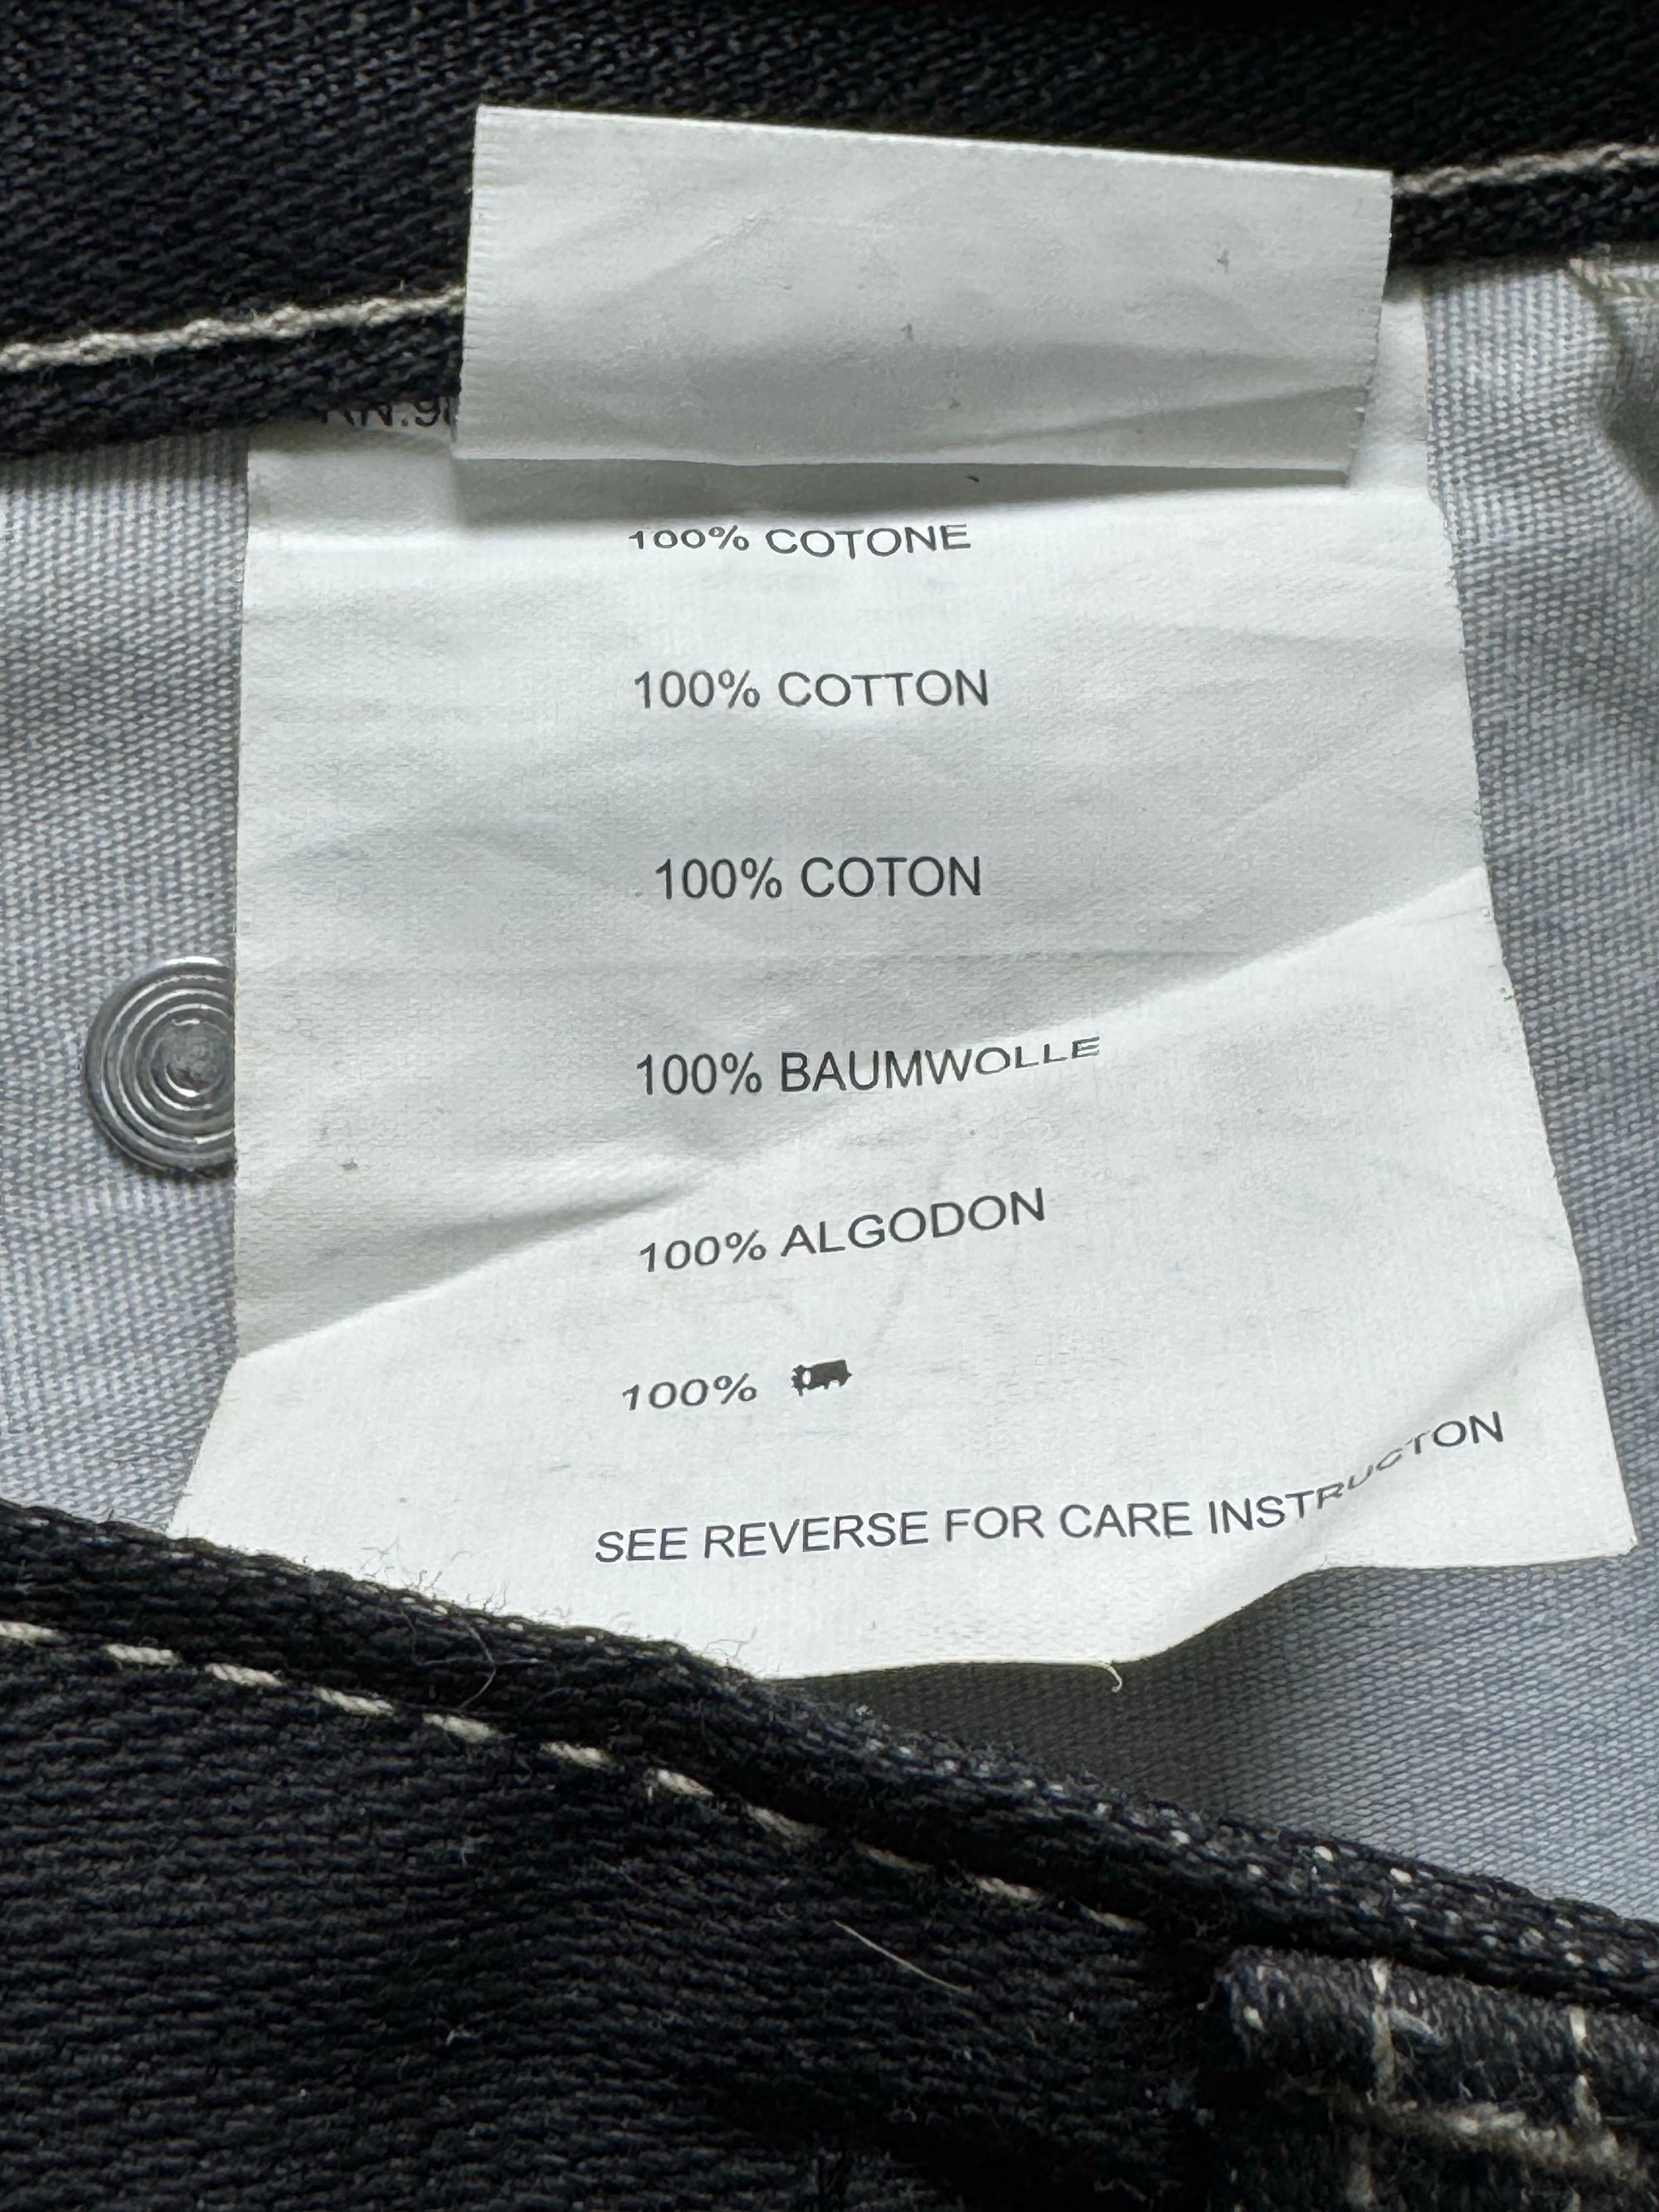 100% COTONE
100% COTTON
100% COTON
100% BAUMWOLLE
100% ALGODON
100%
SEE REVERSE FOR CARE INSTRUCTON